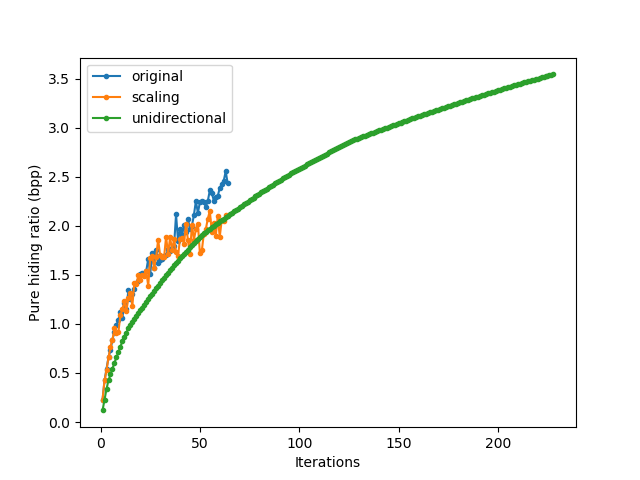 original
scaling
unidirectional
Pure hiding ratio (bpp)
3.5
3.0
2.5
2.0
1.5
1.0
0.5
0.0
0 50 100 150 200
Iterations